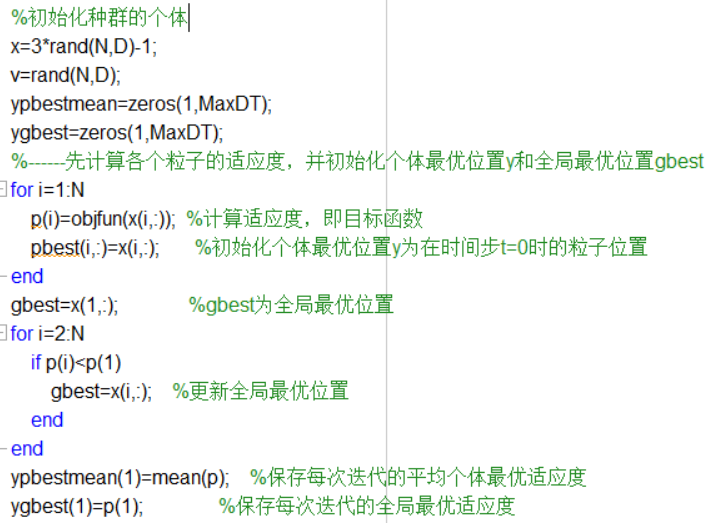 %初始化种群的个体
x=3*rand(N,D)-1;
v=rand(N,D);
ypbestmean=zeros(1,MaxDT);
ygbest=zeros(1,MaxDT);
%------先计算各个粒子的适应度，并初始化个体最优位置y和全局最优位置gbest
for i=1:N
p(i)=objfun(x(i,:)); %计算适应度，即目标函数
pbest(i,:)=x(i,:); %初始化个体最优位置y为在时间步t=0时的粒子位置
end
gbest=x(1,:); %gbest为全局最优位置
for i=2:N
if p(i)<p(1)
gbest=x(i,:); %更新全局最优位置
end
end
ypbestmean(1)=mean(p); %保存每次迭代的平均个体最优适应度
ygbest(1)=p(1); %保存每次迭代的全局最优适应度